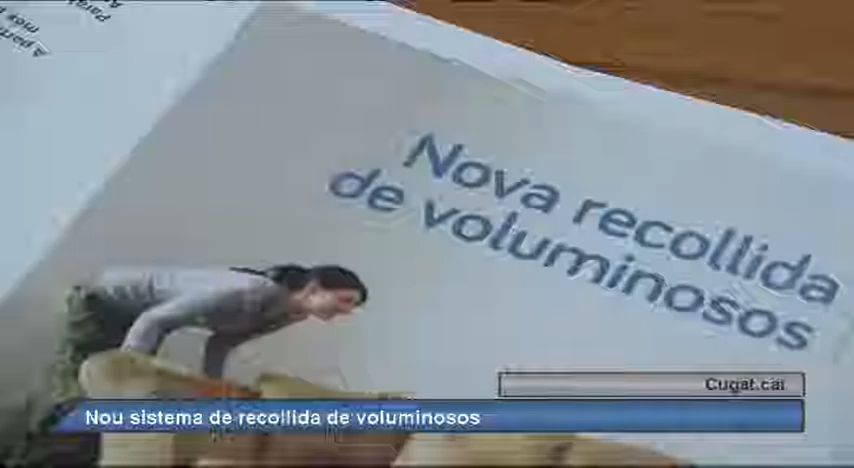 Nova recollida
de voluminosos
Cugat.cat
Nou sistema de recollida de voluminosos